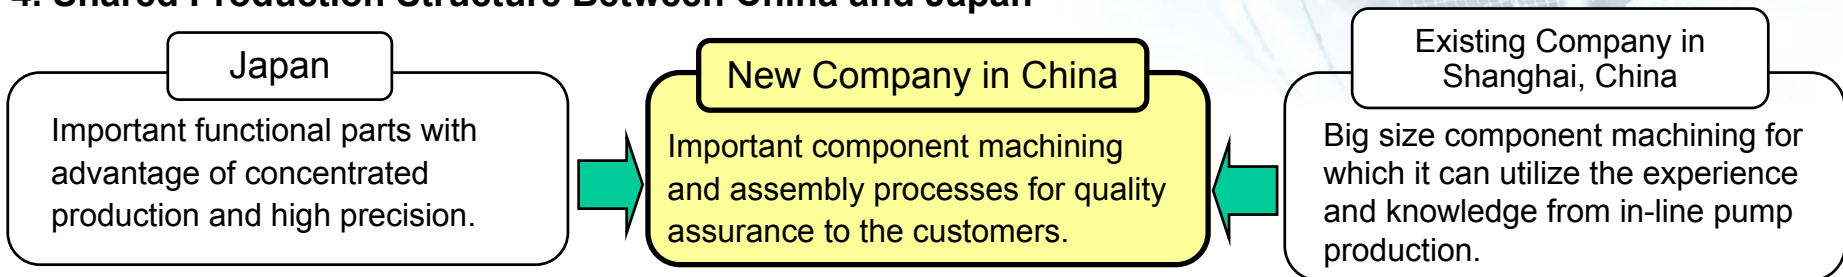 4. Shared Production Structure Between China and Japan
Japan
Important functional parts with
advantage of concentrated
production and high precision.
New Company in China
Important component machining
and assembly processes for quality
assurance to the customers.
Existing Company in
Shanghai, China
Big size component machining for
which it can utilize the experience
and knowledge from in-line pump
production.